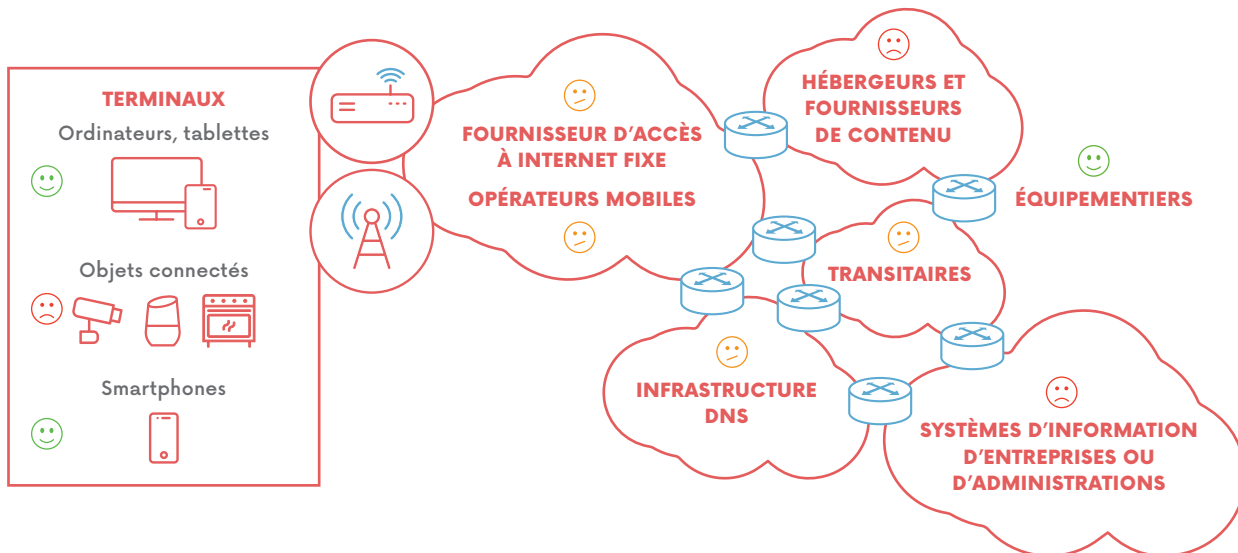 TERMINAUX
Ordinateurs, tablettes
Objets connectés
Smartphones
FOURNISSEUR D’ACCÈS
À INTERNET FIXE
OPÉRATEURS MOBILES
HÉBERGEURS ET
FOURNISSEURS
DE CONTENU
ÉQUIPEMENTIERS
TRANSITAIRES
INFRASTRUCTURE
DNS
SYSTÈMES D’INFORMATION
D’ENTREPRISES OU
D’ADMINISTRATIONS